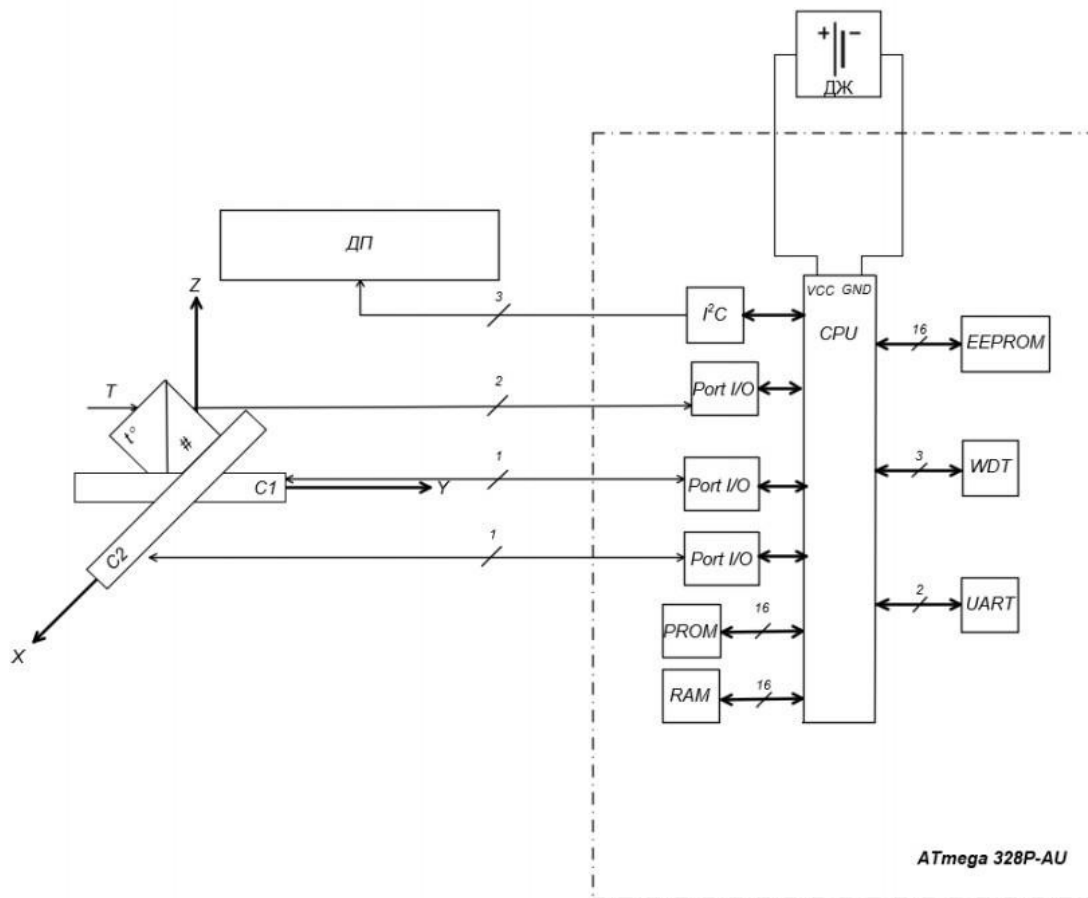 + −
ДЖ
ДП
Z
3
I²C
VCC GND
CPU
16
EEPROM
T
2
Port I/O
t°
#
1
Port I/O
3
WDT
C1
Y
1
Port I/O
C2
2
UART
16
PROM
X
16
RAM
ATmega 328P-AU